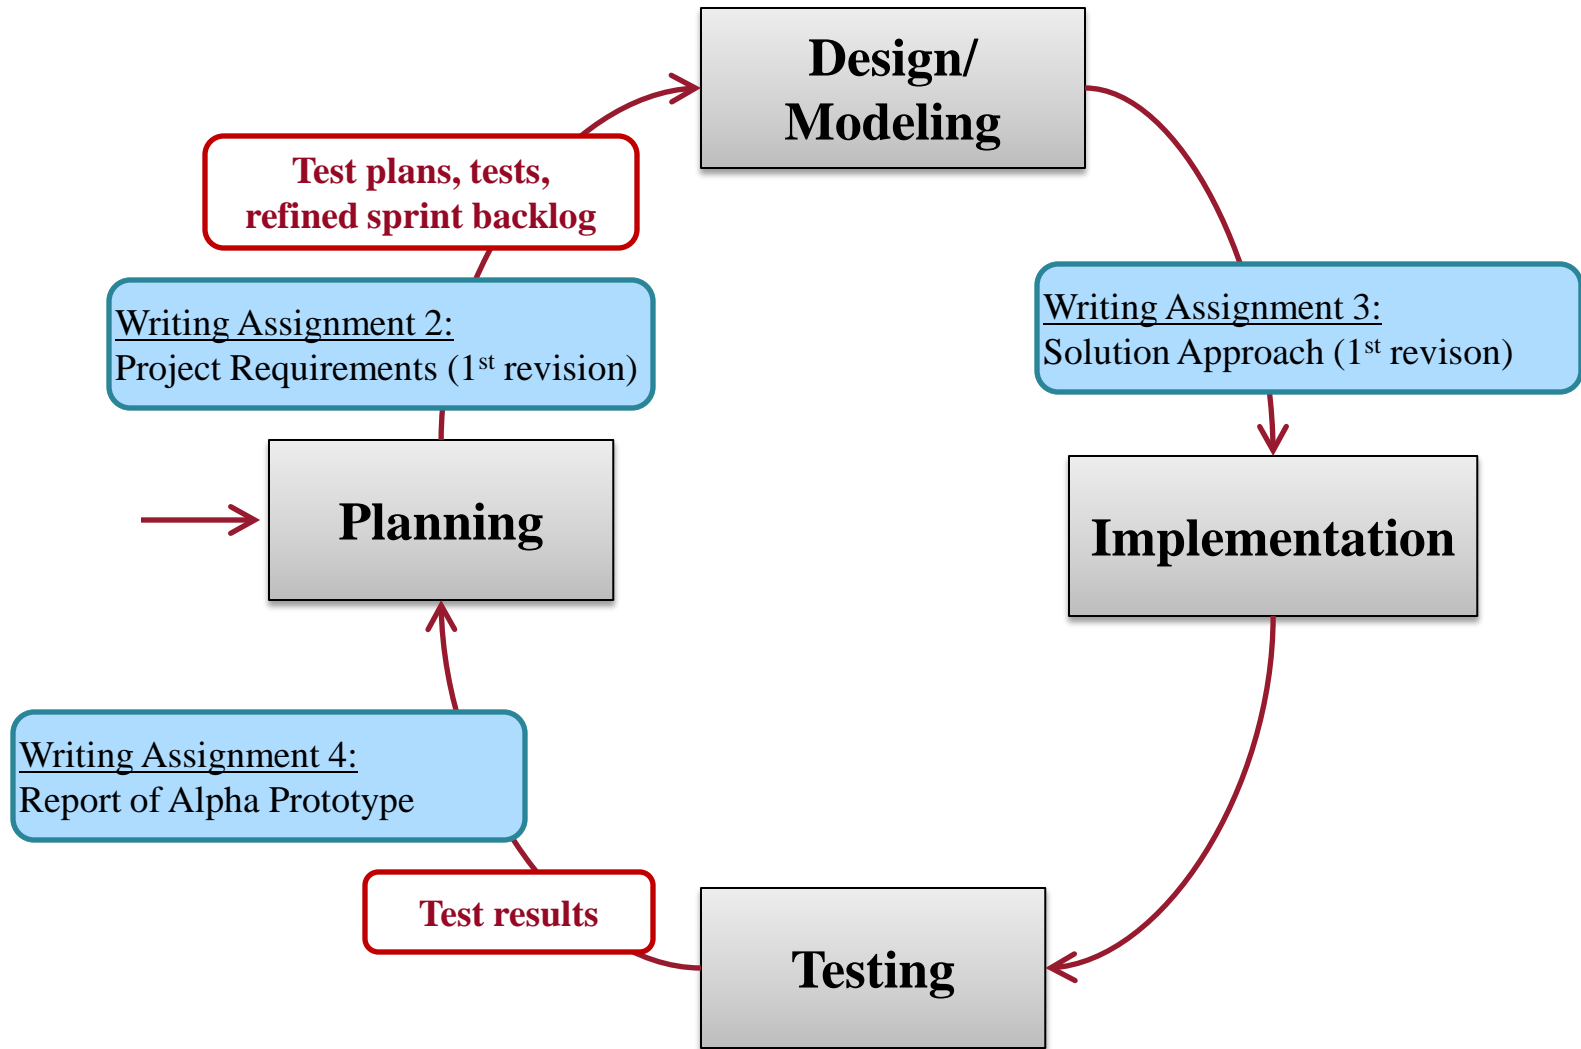 Design/
Modeling
Test plans, tests,
refined sprint backlog
Writing Assignment 2:
Project Requirements (1st revision)
Writing Assignment 3:
Solution Approach (1st revison)
Planning
Implementation
Writing Assignment 4:
Report of Alpha Prototype
Test results
Testing